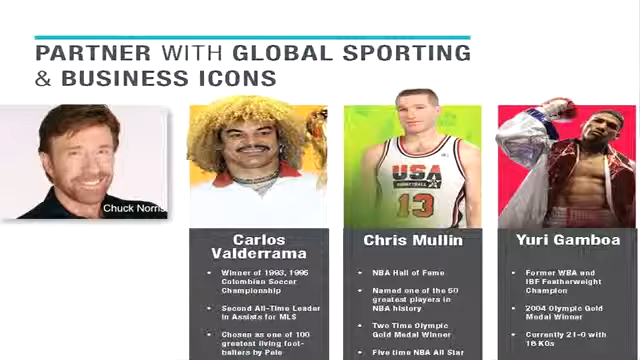 PARTNER WITH GLOBAL SPORTING
& BUSINESS ICONS
Chuck Norris
Carlos
Valderrama
• Winner of 1993, 1995
Colombian Soccer
Championship
• Second All-Time Leader
in Assists for MLS
• Chosen as one of 100
greatest living foot-
ballers by Pele
USA
BASKETBALL
13
Chris Mullin
• NBA Hall of Fame
• Named one of the 50
greatest players in
NBA history
• Two Time Olympic
Gold Medal Winner
• Five time NBA All Star
Yuri Gamboa
• Former WBA and
IBF Featherweight
Champion
• 2004 Olympic Gold
Medal Winner
• Currently 21-0 with
16 KOs